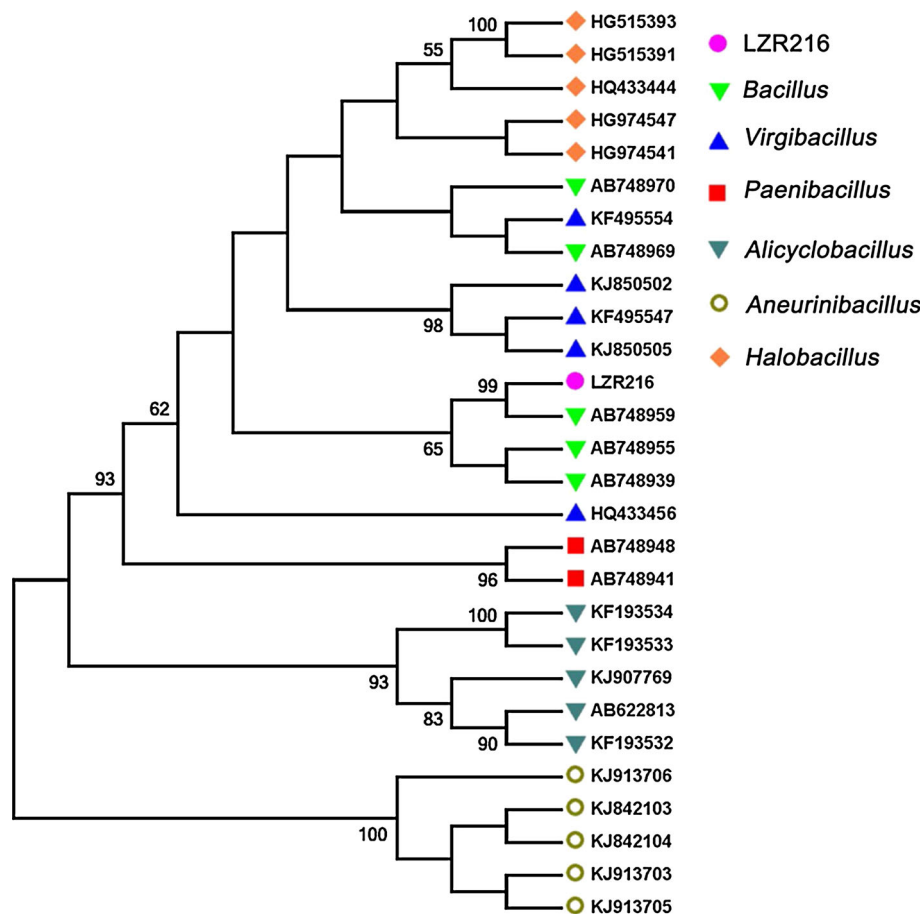 100
HG515393
HG515391
55
HQ433444
HG974547
HG974541
AB748970
KF495554
AB748969
KJ850502
KF495547
98
KJ850505
99
LZR216
AB748959
62
65
AB748955
AB748939
93
HQ433456
AB748948
96
AB748941
100
KF193534
KF193533
93
KJ907769
83
AB622813
90
KF193532
KJ913706
100
KJ842103
KJ842104
KJ913703
KJ913705
LZR216
Bacillus
Virgibacillus
Paenibacillus
Alicyclobacillus
Aneurinibacillus
Halobacillus